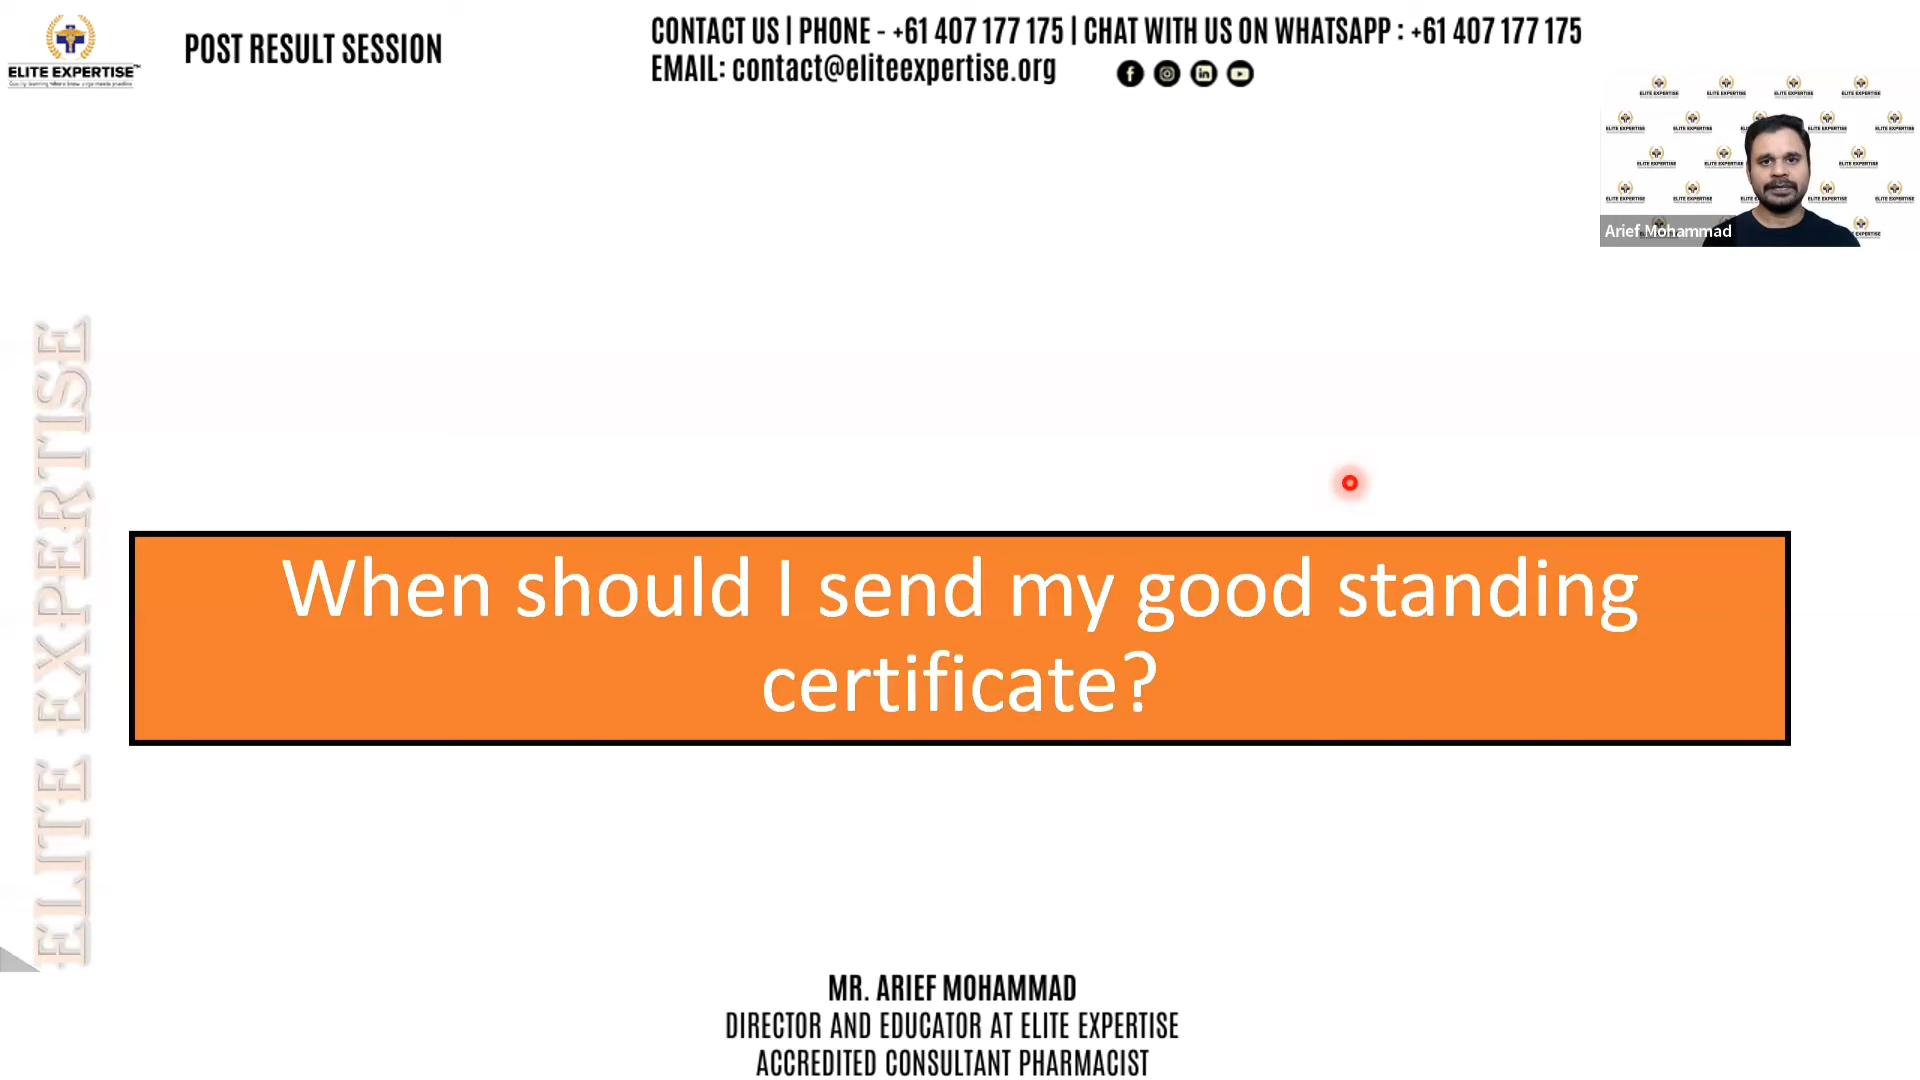 ELITE EXPERTISE™
POST RESULT SESSION
CONTACT US | PHONE - +61 407 177 175 | CHAT WITH US ON WHATSAPP : +61 407 177 175
EMAIL: contact@eliteexpertise.org
Arief Mohammad
ELITE EXPERTISE
When should I send my good standing
certificate?
MR. ARIEF MOHAMMAD
DIRECTOR AND EDUCATOR AT ELITE EXPERTISE
ACCREDITED CONSULTANT PHARMACIST